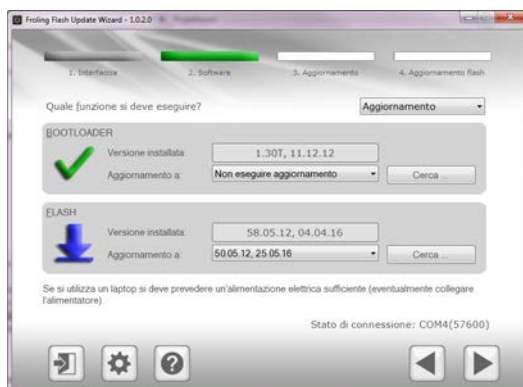 Froling Flash Update Wizard - 1.0.2.0
1. Interfaccia 2. Software 3. Aggiornamento 4. Aggiornamento flash
Quale funzione si deve eseguire? Aggiornamento
BOOTLOADER
Versione installata: 1.30T, 11.12.12
Aggiornamento a: Non eseguire aggiornamento Cerca ...
FLASH
Versione installata: 58.05.12, 04.04.16
Aggiornamento a: 50.05.12, 25.05.16 Cerca ...
Se si utilizza un laptop si deve prevedere un'alimentazione elettrica sufficiente (eventualmente collegare
l'alimentatore).
Stato di connessione: COM4(57600)